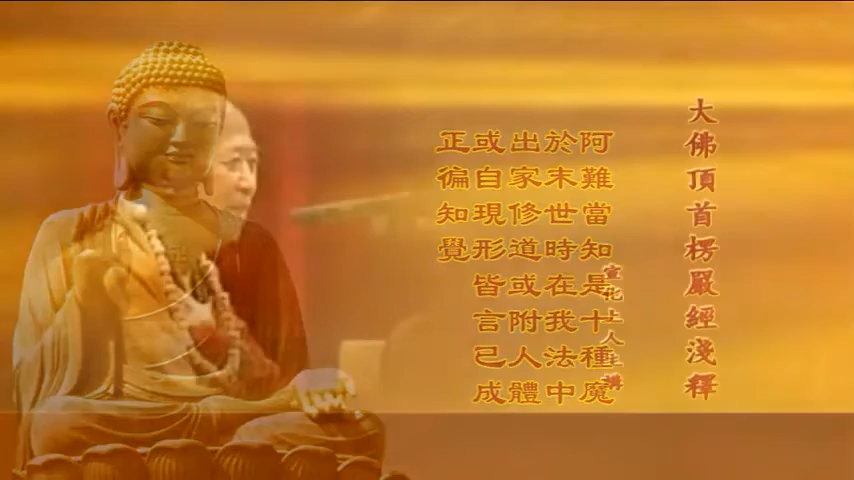 大佛頂首楞嚴經淺釋
宣化上人主講
阿難當知是十種魔
於末世時在我法中
出家修道或附人體
或自現形皆言已成
正徧知覺